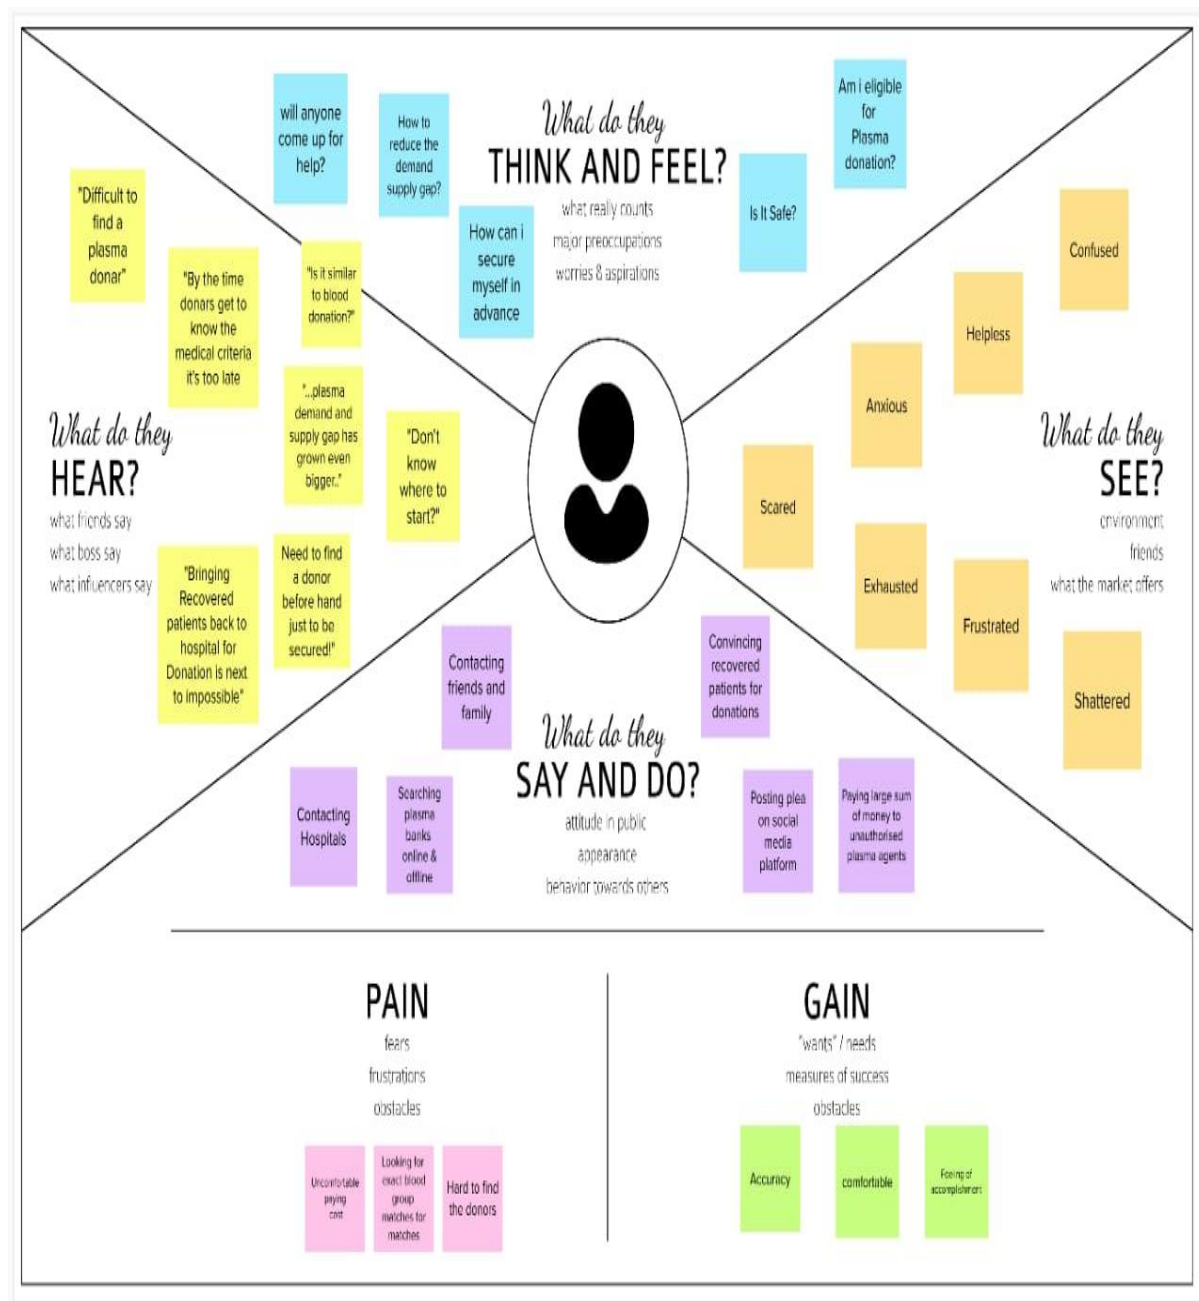 What do they
THINK AND FEEL?
what really counts
major preoccupations
worries & aspirations
will anyone
come up for
help?
How to
reduce the
demand
supply gap?
How can i
secure
myself in
advance
Is It Safe?
Am i eligible
for
Plasma
donation?
What do they
HEAR?
what friends say
what boss say
what influencers say
"Difficult to
find a
plasma
donar"
"By the time
donars get to
know the
medical criteria
it's too late
"Is it similar
to blood
donation?"
"...plasma
demand and
supply gap has
grown even
bigger.."
"Don't
know
where to
start?"
"Bringing
Recovered
patients back to
hospital for
Donation is next
to impossible"
Need to find
a donor
before hand
just to be
secured!"
What do they
SEE?
environment
friends
what the market offers
Confused
Helpless
Anxious
Scared
Exhausted
Frustrated
Shattered
What do they
SAY AND DO?
attitude in public
appearance
behavior towards others
Contacting
friends and
family
Convincing
recovered
patients for
donations
Contacting
Hospitals
Searching
plasma
banks
online &
offline
Posting plea
on social
media
platform
Paying large sum
of money to
unauthorised
plasma agents
PAIN
fears
frustrations
obstacles
Uncomfortable
paying
cost
Looking for
exact blood
group
matches for
matches
Hard to find
the donors
GAIN
"wants" / needs
measures of success
obstacles
Accuracy
comfortable
Feeling of
accomplishment